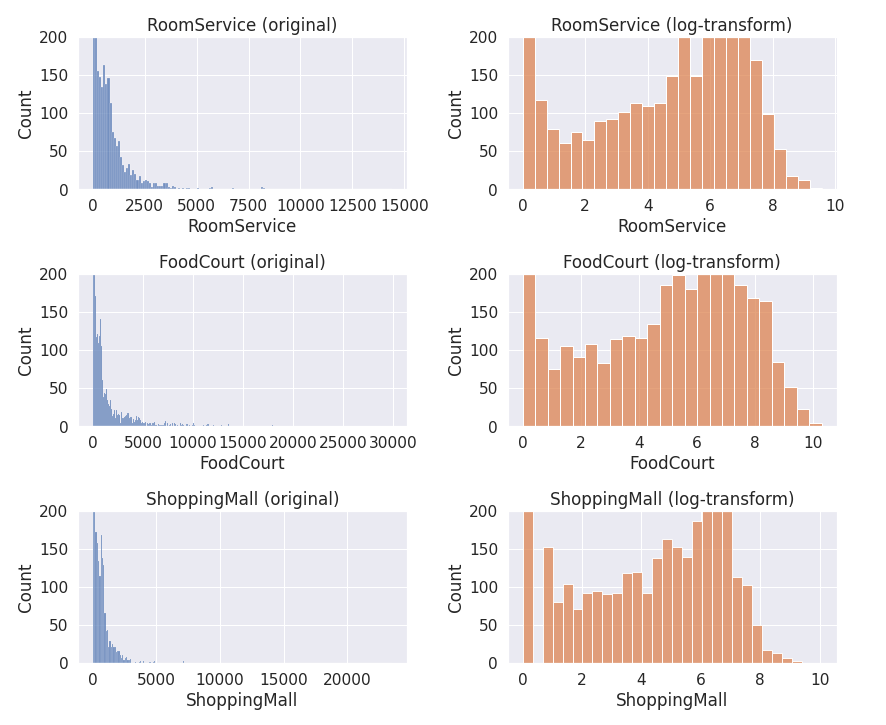 RoomService (original)
200
150
100
50
0
Count
0 2500 5000 7500 10000 12500 15000
RoomService
RoomService (log-transform)
200
150
100
50
0
Count
0 2 4 6 8 10
RoomService
FoodCourt (original)
200
150
100
50
0
Count
0 5000 10000 15000 20000 25000 30000
FoodCourt
FoodCourt (log-transform)
200
150
100
50
0
Count
0 2 4 6 8 10
FoodCourt
ShoppingMall (original)
200
150
100
50
0
Count
0 5000 10000 15000 20000
ShoppingMall
ShoppingMall (log-transform)
200
150
100
50
0
Count
0 2 4 6 8 10
ShoppingMall